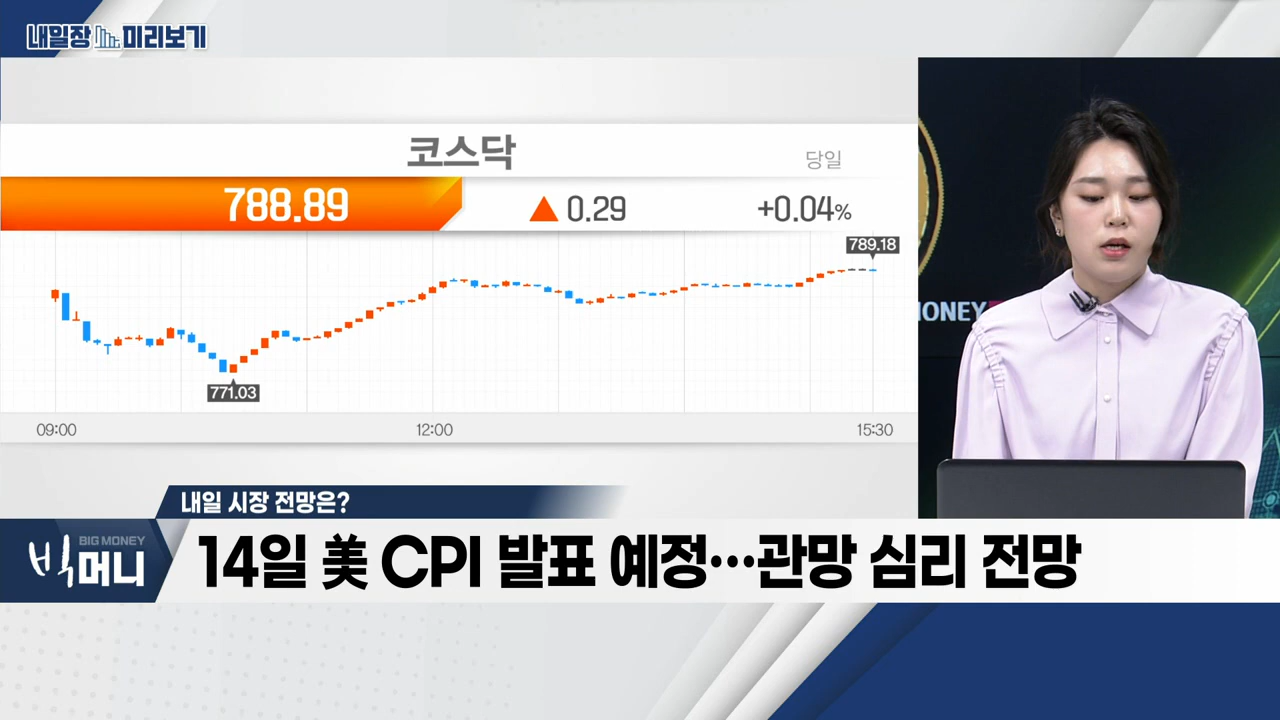 내일장 미리보기
코스닥
당일
788.89 ▲ 0.29 +0.04%
789.18
771.03
09:00 12:00 15:30
MONEY
내일 시장 전망은?
BIG MONEY
빅머니
14일 美 CPI 발표 예정…관망 심리 전망